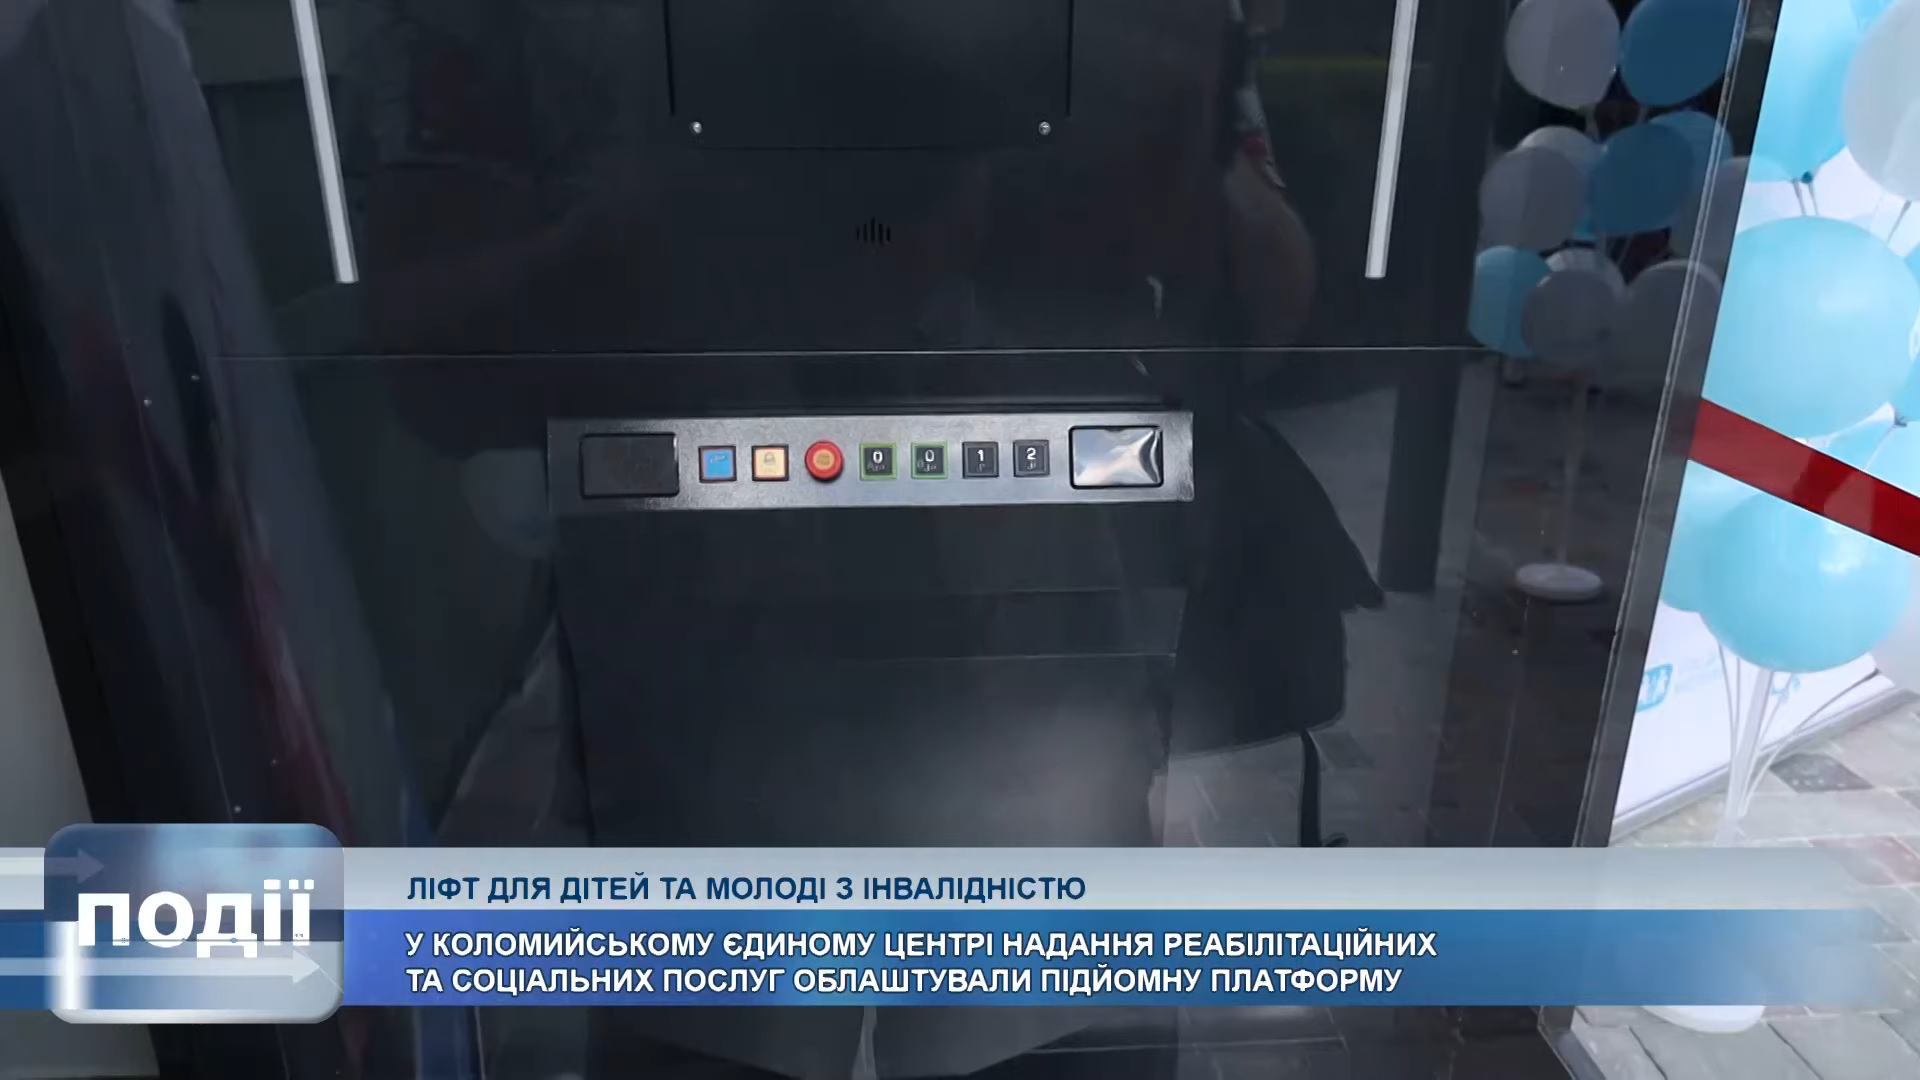 0
0
1
2
події
ЛІФТ ДЛЯ ДІТЕЙ ТА МОЛОДІ З ІНВАЛІДНІСТЮ
У КОЛОМИЙСЬКОМУ ЄДИНОМУ ЦЕНТРІ НАДАННЯ РЕАБІЛІТАЦІЙНИХ
ТА СОЦІАЛЬНИХ ПОСЛУГ ОБЛАШТУВАЛИ ПІДЙОМНУ ПЛАТФОРМУ